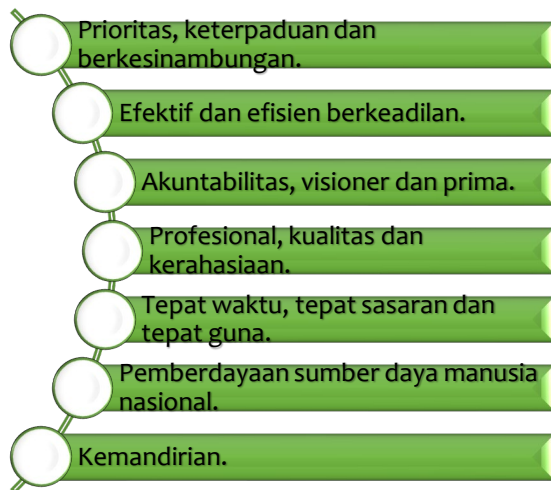 Prioritas, keterpaduan dan
berkesinambungan.
Efektif dan efisien berkeadilan.
Akuntabilitas, visioner dan prima.
Profesional, kualitas dan
kerahasiaan.
Tepat waktu, tepat sasaran dan
tepat guna.
Pemberdayaan sumber daya manusia
nasional.
Kemandirian.